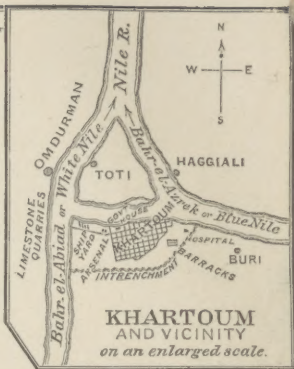 N
W E
S
Nile R.
OMDURMAN
Bahr-el-Abiad or White Nile
Bahr-el-Azrek or Blue Nile
TOTI
HAGGIALI
LIMESTONE
QUARRIES
GOV.
HOUSE
KHARTOUM
SHIP
YARD
ARSENAL
HOSPITAL
BURI
BARRACKS
INTRENCHMENT
KHARTOUM
AND VICINITY
on an enlarged scale.